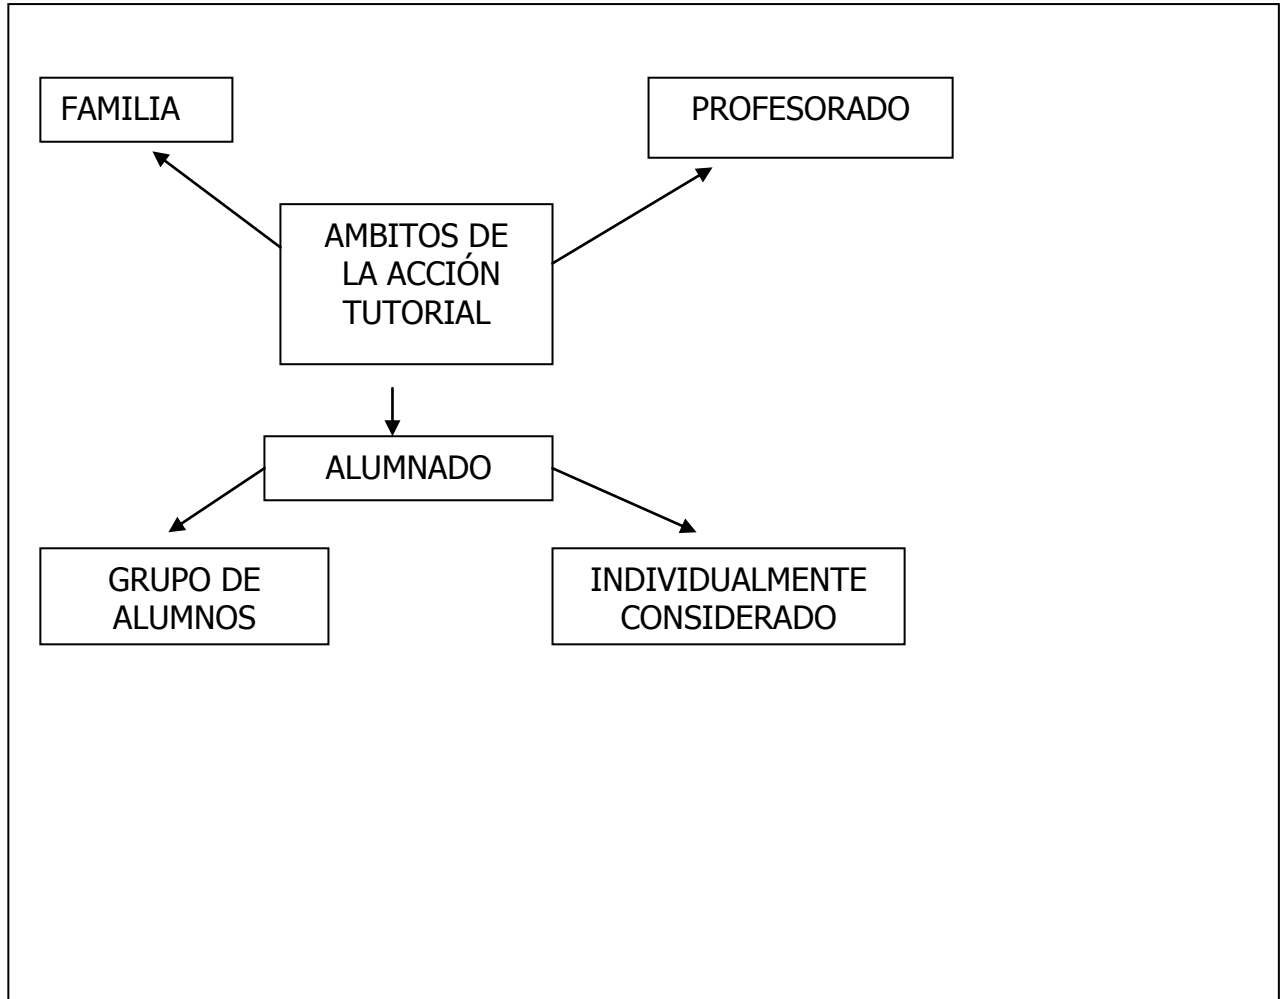 FAMILIA
PROFESORADO
AMBITOS DE
LA ACCIÓN
TUTORIAL
ALUMNADO
GRUPO DE
ALUMNOS
INDIVIDUALMENTE
CONSIDERADO